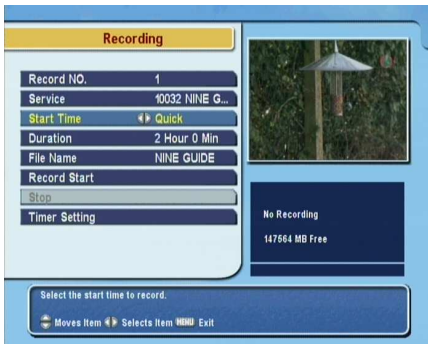 Recording
Record NO. 1
Service 10032 NINE G...
Start Time Quick
Duration 2 Hour 0 Min
File Name NINE GUIDE
Record Start
Stop
Timer Setting
No Recording
147564 MB Free
Select the start time to record.
Moves Item Selects Item MENU Exit